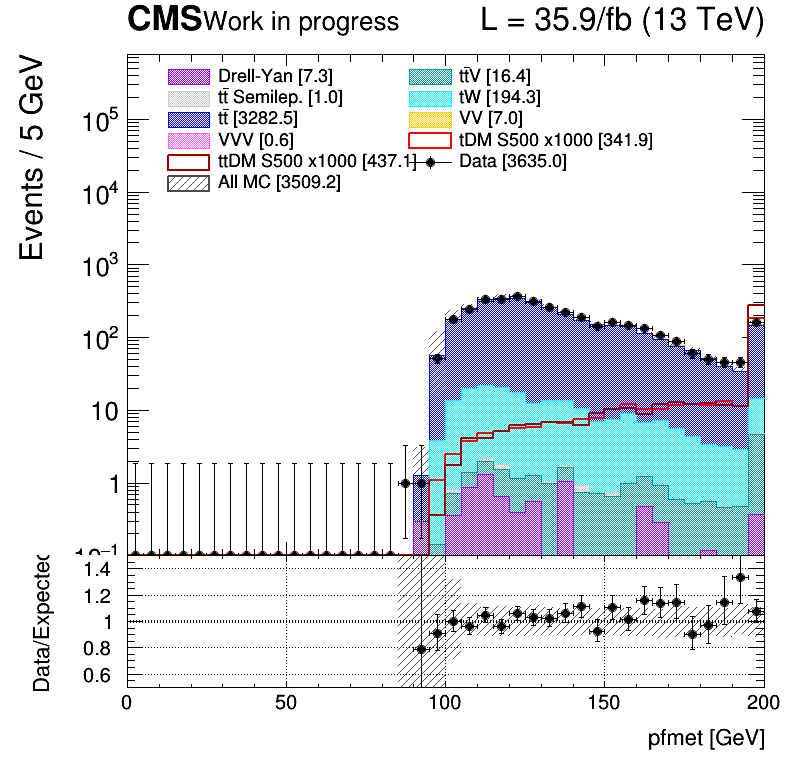 CMS Work in progress L = 35.9/fb (13 TeV)
Events / 5 GeV
Drell-Yan [7.3] tt̄V [16.4]
tt̄ Semilep. [1.0] tW [194.3]
tt̄ [3282.5] VV [7.0]
VVV [0.6] tDM S500 x1000 [341.9]
ttDM S500 x1000 [437.1] Data [3635.0]
All MC [3509.2]
10⁵
10⁴
10³
10²
10
1
10⁻¹
Data/Expected
1.4
1.2
1
0.8
0.6
0 50 100 150 200
pfmet [GeV]